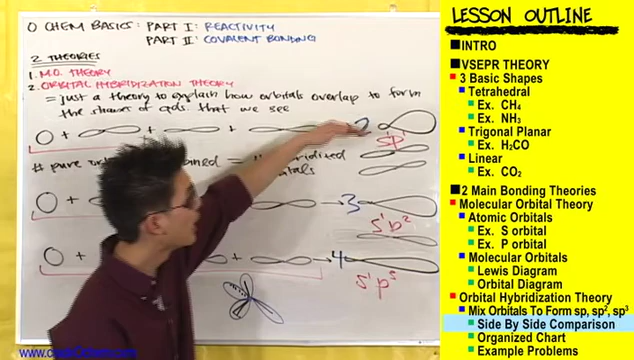 O CHEM BASICS: PART I: REACTIVITY
PART II: COVALENT BONDING
2 THEORIES
1. M.O. THEORY
2. ORBITAL HYBRIDIZATION THEORY
= just a theory to explain how orbitals overlap to form
the shapes of cpds. that we see
+ + + 2
s¹p¹
# pure
+ 3
s¹p²
+ 4
s¹p³
www.
LESSON OUTLINE
INTRO
VSEPR THEORY
3 Basic Shapes
Tetrahedral
Ex. CH₄
Ex. NH₃
Trigonal Planar
Ex. H₂CO
Linear
Ex. CO₂
2 Main Bonding Theories
Molecular Orbital Theory
Atomic Orbitals
Ex. S orbital
Ex. P orbital
Molecular Orbitals
Lewis Diagram
Orbital Diagram
Orbital Hybridization Theory
Mix Orbitals To Form sp, sp², sp³
Side By Side Comparison
Organized Chart
Example Problems